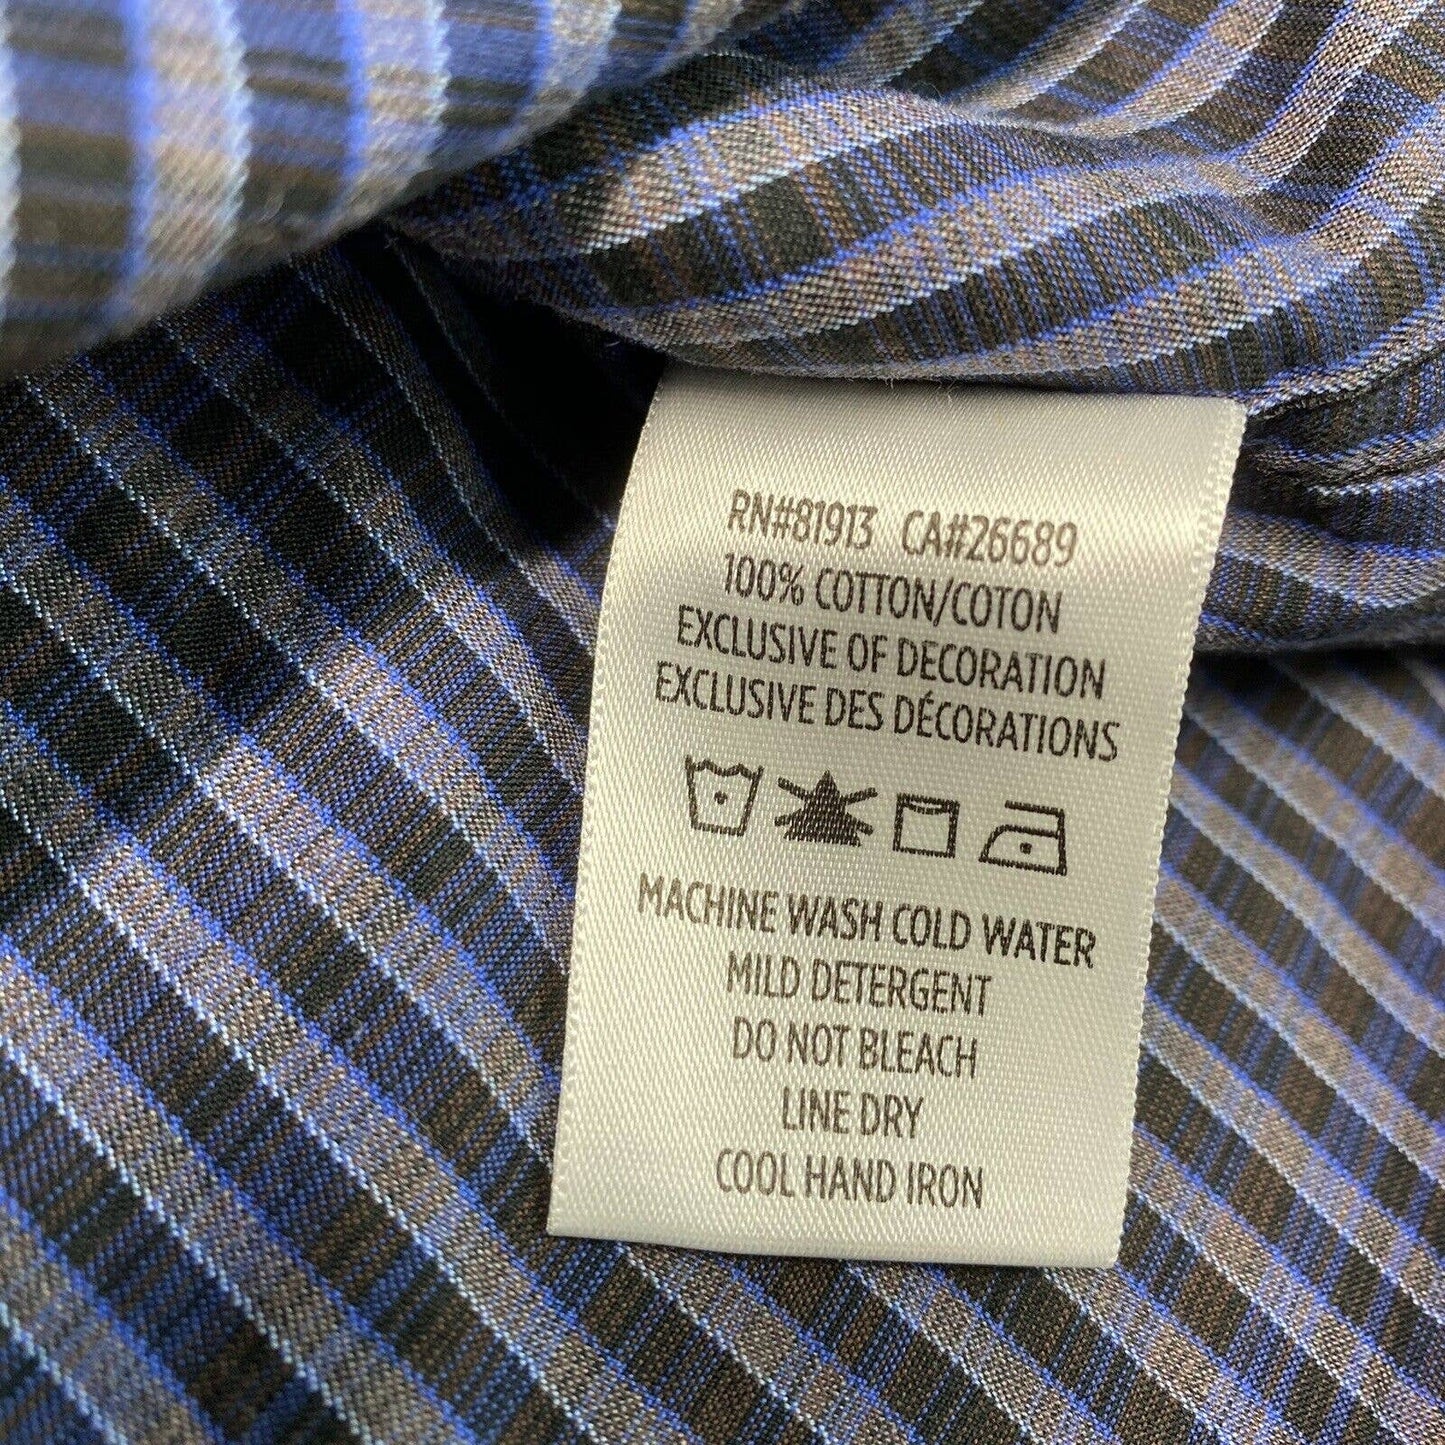 RN#81913 CA#26689
100% COTTON/COTON
EXCLUSIVE OF DECORATION
EXCLUSIVE DES DÉCORATIONS
MACHINE WASH COLD WATER
MILD DETERGENT
DO NOT BLEACH
LINE DRY
COOL HAND IRON